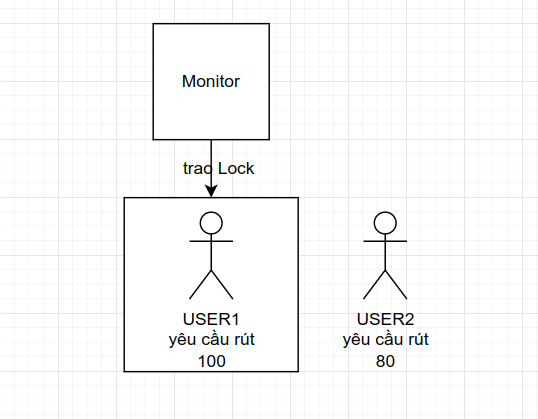 Monitor
trao Lock
USER1
yêu cầu rút
100
USER2
yêu cầu rút
80